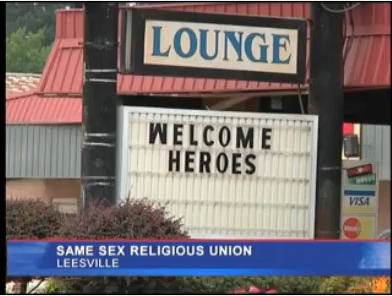 LOUNGE
WELCOME
HEROES
VISA
SAME SEX RELIGIOUS UNION
LEESVILLE